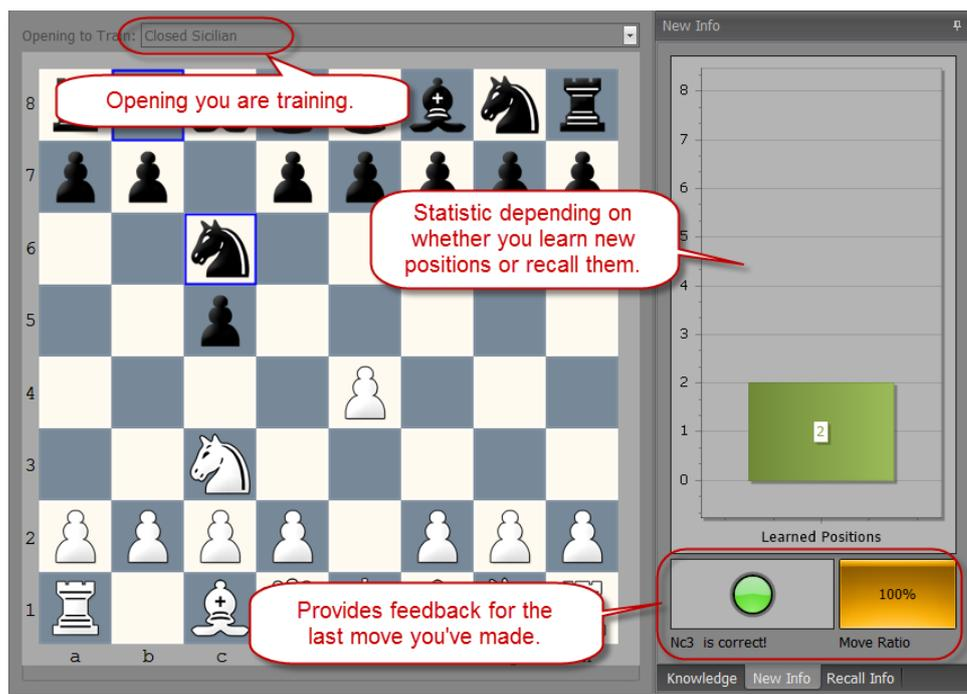 Opening to Train: Closed Sicilian
New Info
Opening you are training.
Statistic depending on
whether you learn new
positions or recall them.
Provides feedback for the
last move you've made.
8
7
6
5
4
3
2
1
a b c d e f
8
7
6
5
4
3
2
1
0
2
Learned Positions
100%
Nc3 is correct!
Move Ratio
Knowledge
New Info
Recall Info